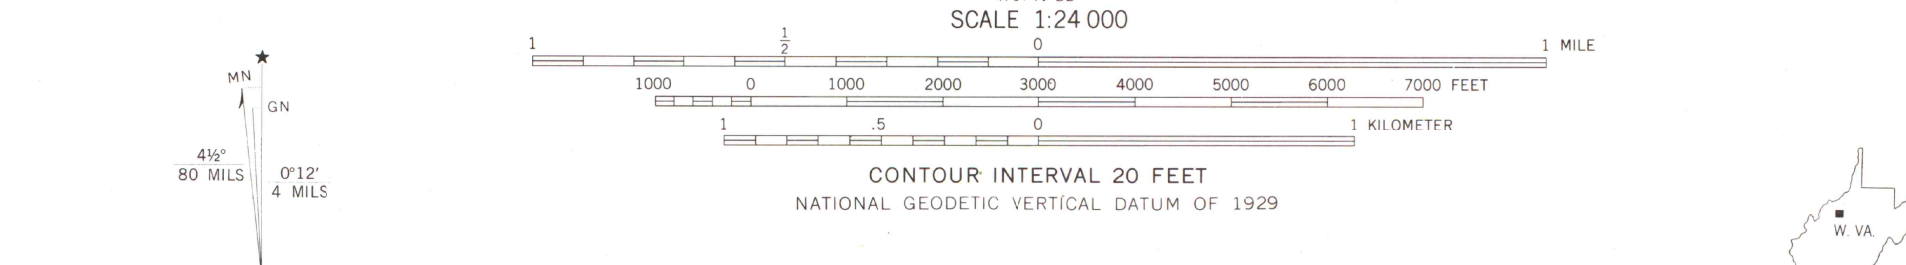 SCALE 1:24 000
1 ½ 0 1 MILE
1000 0 1000 2000 3000 4000 5000 6000 7000 FEET
1 .5 0 1 KILOMETER
CONTOUR INTERVAL 20 FEET
NATIONAL GEODETIC VERTICAL DATUM OF 1929
MN
GN
4½°
80 MILS
0°12′
4 MILS
W. VA.